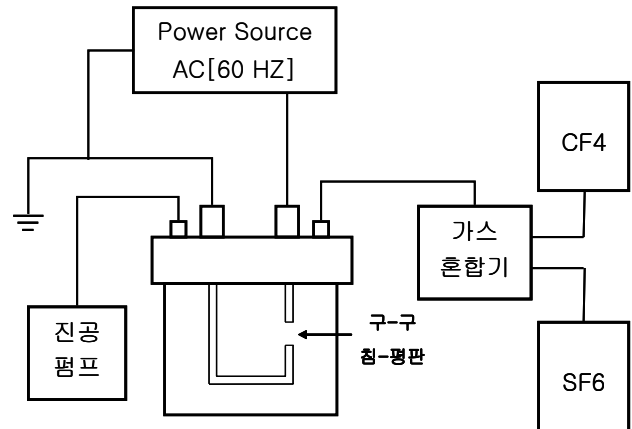 Power Source
AC[60 HZ]
CF4
가스
혼합기
진공
펌프
구-구
침-평판
SF6